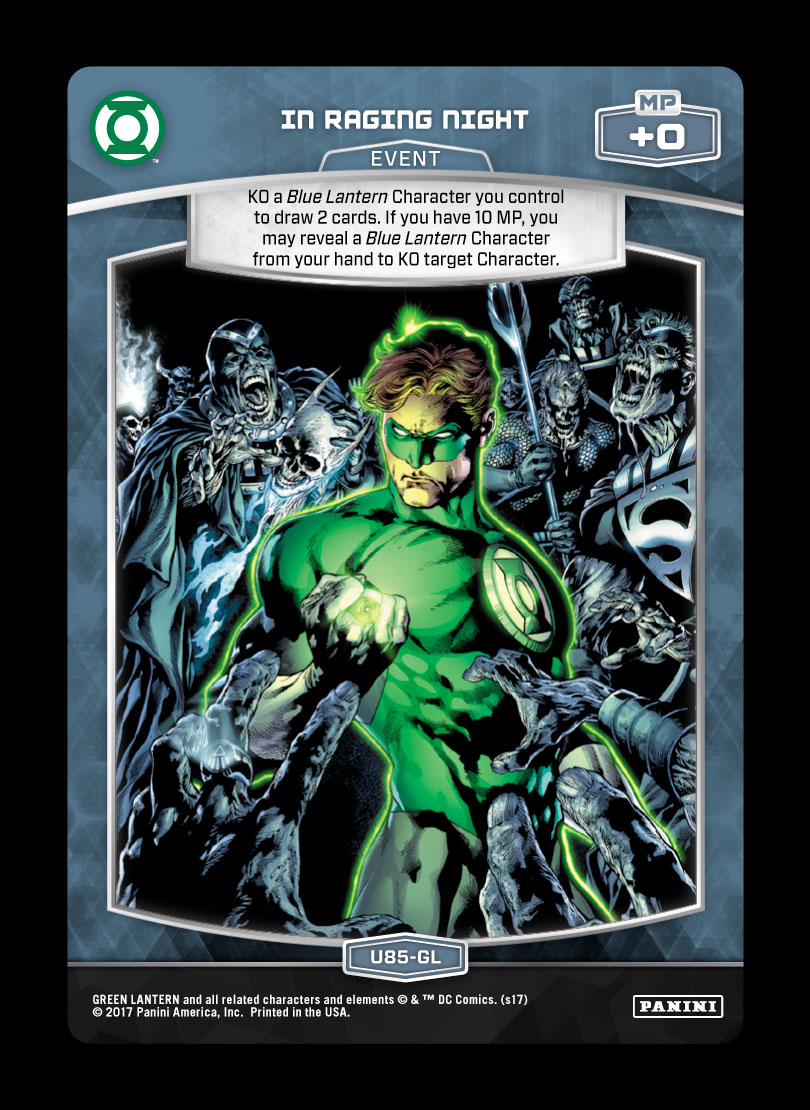 MP
IN RAGING NIGHT
+0
™
EVENT
KO a Blue Lantern Character you control
to draw 2 cards. If you have 10 MP, you
may reveal a Blue Lantern Character
from your hand to KO target Character.
U85-GL
GREEN LANTERN and all related characters and elements © & ™ DC Comics. (s17)
© 2017 Panini America, Inc. Printed in the USA.
PANINI